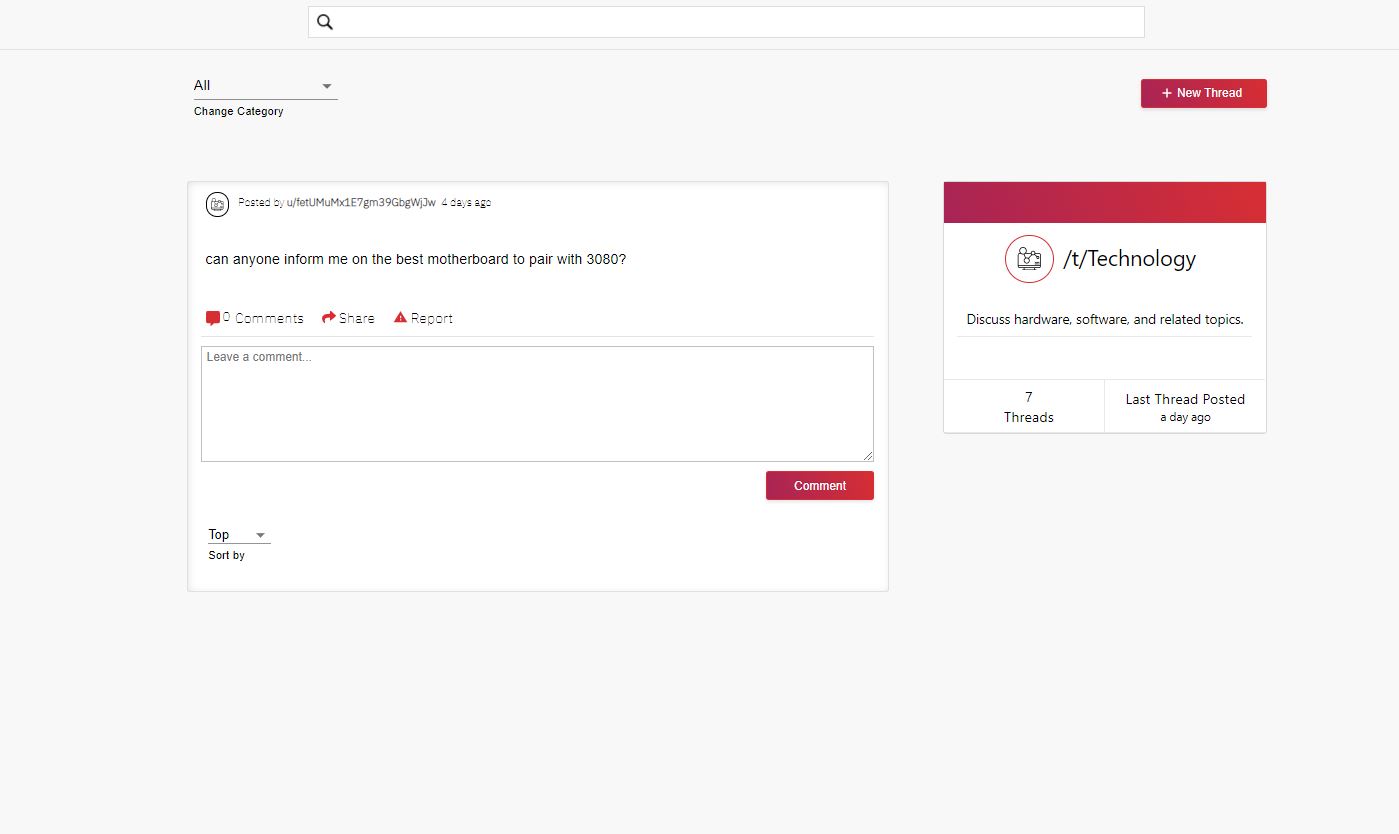 All
Change Category
+ New Thread
Posted by u/fetUMuMx1E7gm39GbgWjJw 4 days ago
can anyone inform me on the best motherboard to pair with 3080?
0 Comments Share Report
Leave a comment...
Comment
Top
Sort by
/t/Technology
Discuss hardware, software, and related topics.
7
Threads
Last Thread Posted
a day ago